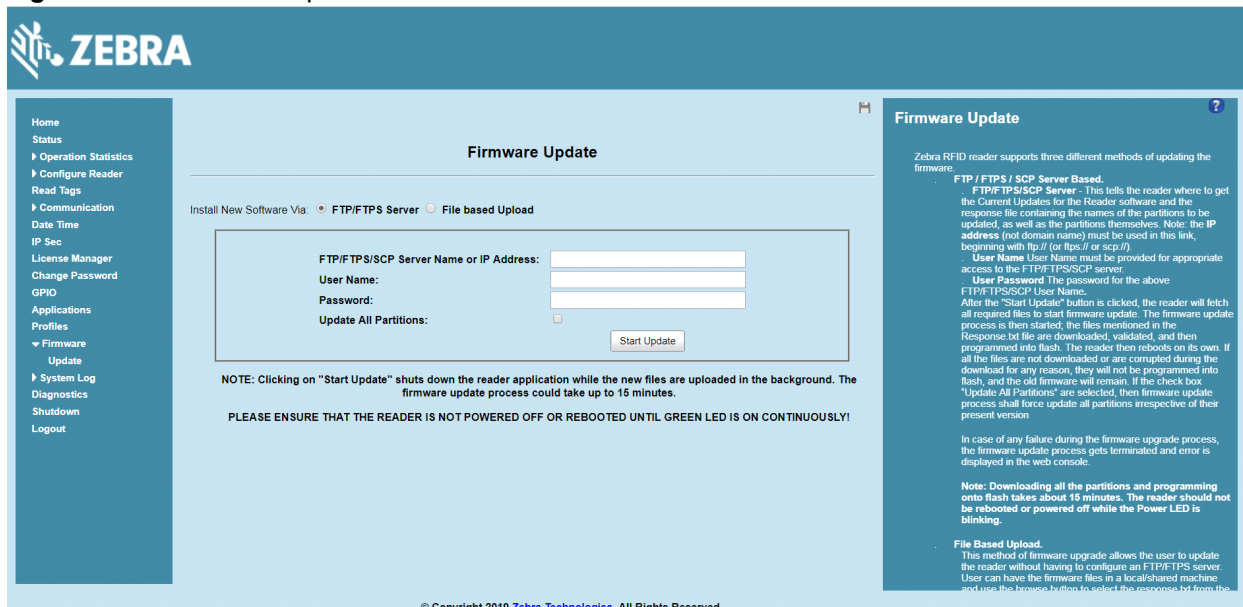 ZEBRA
Home
Status
Operation Statistics
Configure Reader
Read Tags
Communication
Date Time
IP Sec
License Manager
Change Password
GPIO
Applications
Profiles
Firmware
Update
System Log
Diagnostics
Shutdown
Logout
Firmware Update
Install New Software Via: FTP/FTPS Server File based Upload
FTP/FTPS/SCP Server Name or IP Address:
User Name:
Password:
Update All Partitions:
Start Update
NOTE: Clicking on "Start Update" shuts down the reader application while the new files are uploaded in the background. The
firmware update process could take up to 15 minutes.
PLEASE ENSURE THAT THE READER IS NOT POWERED OFF OR REBOOTED UNTIL GREEN LED IS ON CONTINUOUSLY!
?
Firmware Update
Zebra RFID reader supports three different methods of updating the
firmware.
. FTP / FTPS / SCP Server Based.
. FTP/FTPS/SCP Server - This tells the reader where to get
the Current Updates for the Reader software and the
response file containing the names of the partitions to be
updated, as well as the partitions themselves. Note: the IP
address (not domain name) must be used in this link,
beginning with ftp:// (or ftps:// or scp://).
. User Name User Name must be provided for appropriate
access to the FTP/FTPS/SCP server.
. User Password The password for the above
FTP/FTPS/SCP User Name.
After the "Start Update" button is clicked, the reader will fetch
all required files to start firmware update. The firmware update
process is then started; the files mentioned in the
Response.txt file are downloaded, validated, and then
programmed into flash. The reader then reboots on its own. If
all the files are not downloaded or are corrupted during the
download for any reason, they will not be programmed into
flash, and the old firmware will remain. If the check box
"Update All Partitions" are selected, then firmware update
process shall force update all partitions irrespective of their
present version
In case of any failure during the firmware upgrade process,
the firmware update process gets terminated and error is
displayed in the web console.
Note: Downloading all the partitions and programming
onto flash takes about 15 minutes. The reader should not
be rebooted or powered off while the Power LED is
blinking.
. File Based Upload.
This method of firmware upgrade allows the user to update
the reader without having to configure an FTP/FTPS server.
User can have the firmware files in a local/shared machine
and use the browse button to select the response.txt from the
© Copyright 2019 Zebra Technologies. All Rights Reserved